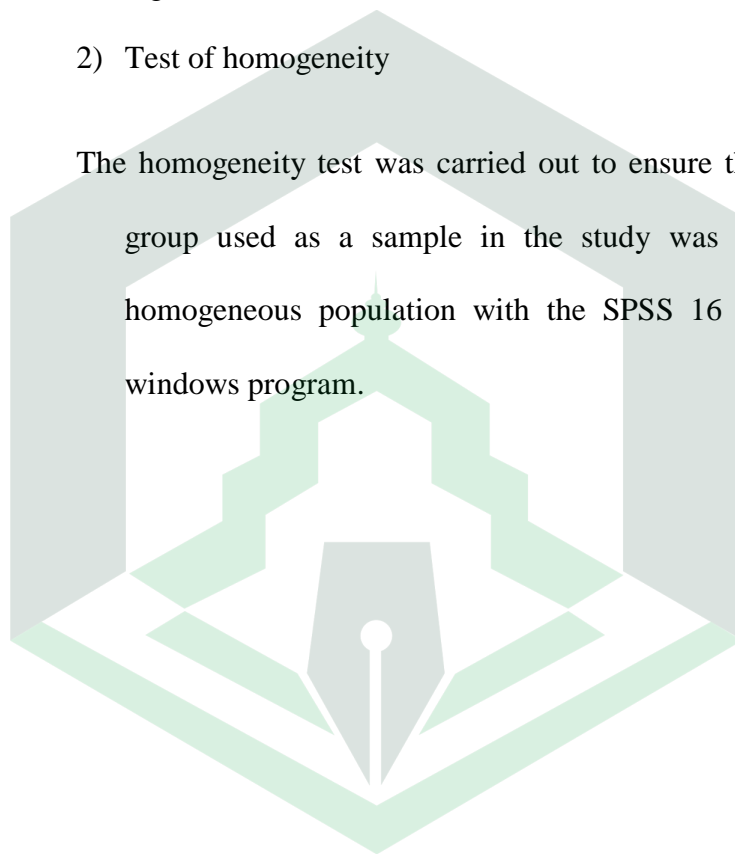 2) Test of homogeneity
The homogeneity test was carried out to ensure
group used as a sample in the study was
homogeneous population with the SPSS 16
windows program.